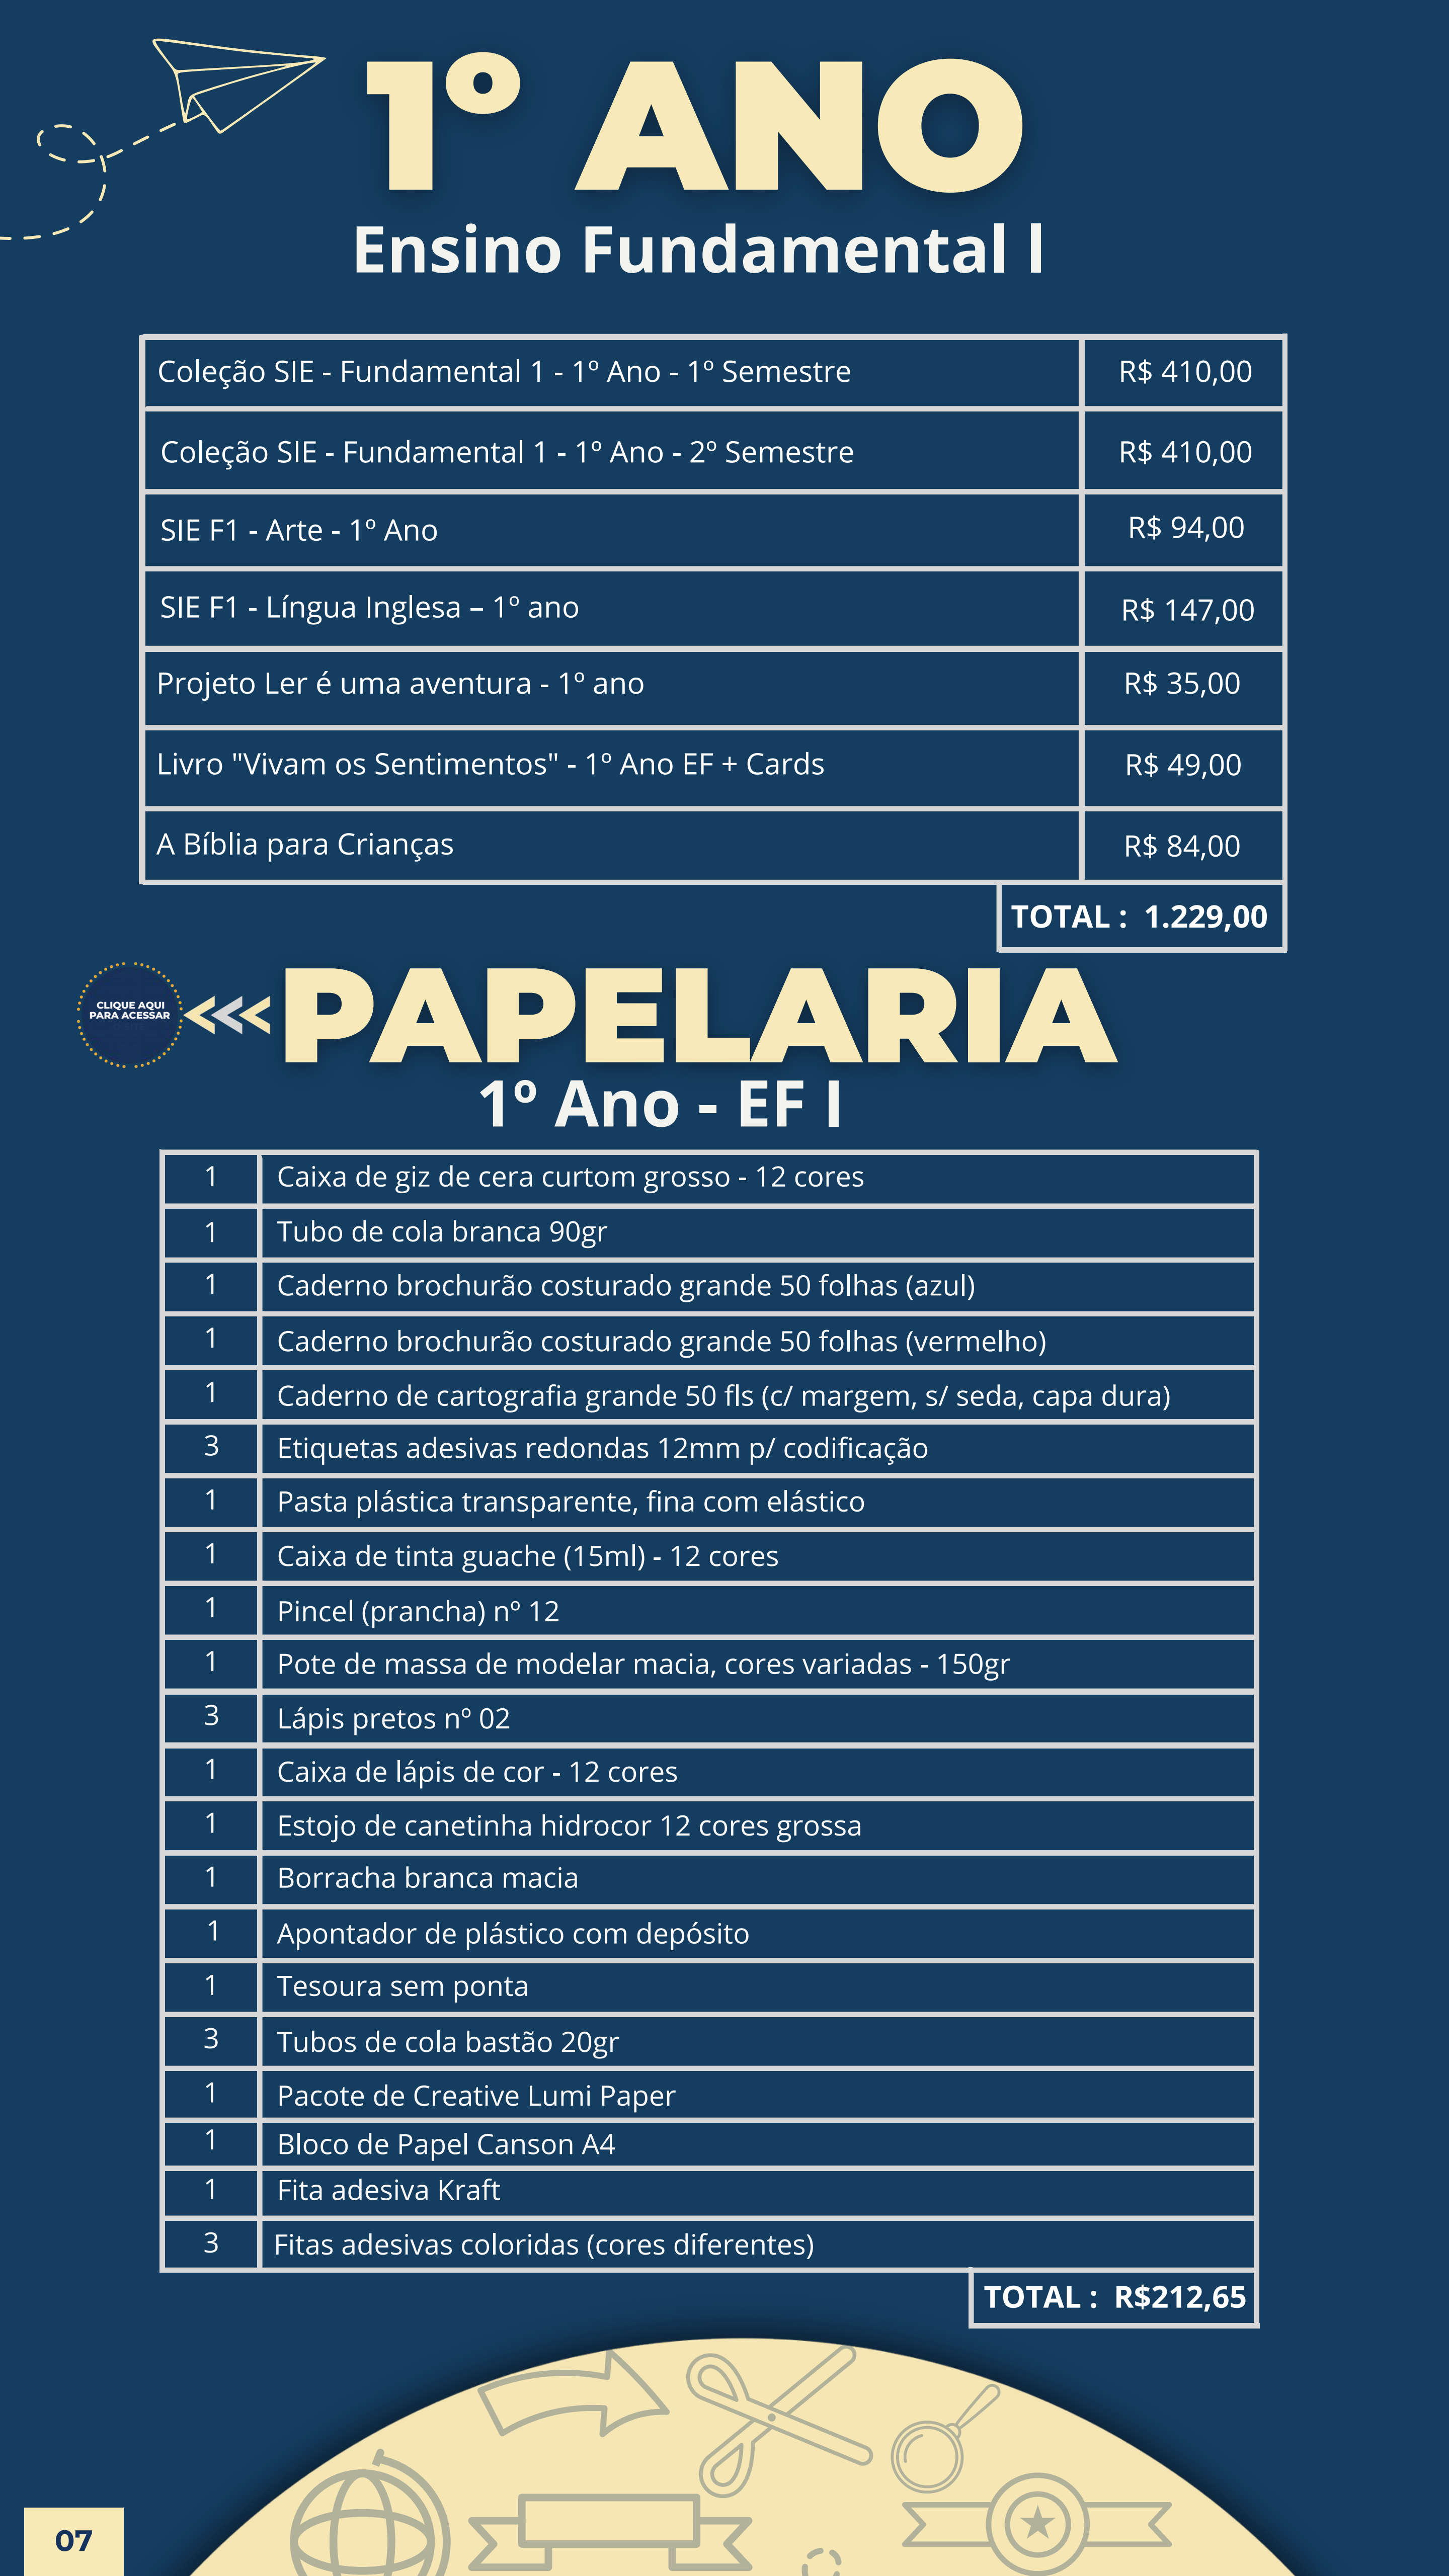 1º ANO
Ensino Fundamental l
Coleção SIE - Fundamental 1 - 1º Ano - 1º Semestre R$ 410,00
Coleção SIE - Fundamental 1 - 1º Ano - 2º Semestre R$ 410,00
SIE F1 - Arte - 1º Ano R$ 94,00
SIE F1 - Língua Inglesa – 1º ano R$ 147,00
Projeto Ler é uma aventura - 1º ano R$ 35,00
Livro "Vivam os Sentimentos" - 1º Ano EF + Cards R$ 49,00
A Bíblia para Crianças R$ 84,00
TOTAL : 1.229,00
CLIQUE AQUI
PARA ACESSAR
PAPELARIA
1º Ano - EF I
1 Caixa de giz de cera curtom grosso - 12 cores
1 Tubo de cola branca 90gr
1 Caderno brochurão costurado grande 50 folhas (azul)
1 Caderno brochurão costurado grande 50 folhas (vermelho)
1 Caderno de cartografia grande 50 fls (c/ margem, s/ seda, capa dura)
3 Etiquetas adesivas redondas 12mm p/ codificação
1 Pasta plástica transparente, fina com elástico
1 Caixa de tinta guache (15ml) - 12 cores
1 Pincel (prancha) nº 12
1 Pote de massa de modelar macia, cores variadas - 150gr
3 Lápis pretos nº 02
1 Caixa de lápis de cor - 12 cores
1 Estojo de canetinha hidrocor 12 cores grossa
1 Borracha branca macia
1 Apontador de plástico com depósito
1 Tesoura sem ponta
3 Tubos de cola bastão 20gr
1 Pacote de Creative Lumi Paper
1 Bloco de Papel Canson A4
1 Fita adesiva Kraft
3 Fitas adesivas coloridas (cores diferentes)
TOTAL : R$212,65
07